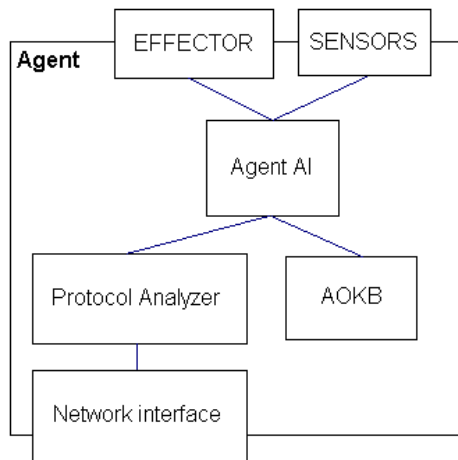 EFFECTOR
SENSORS
Agent
Agent AI
Protocol Analyzer
AOKB
Network interface